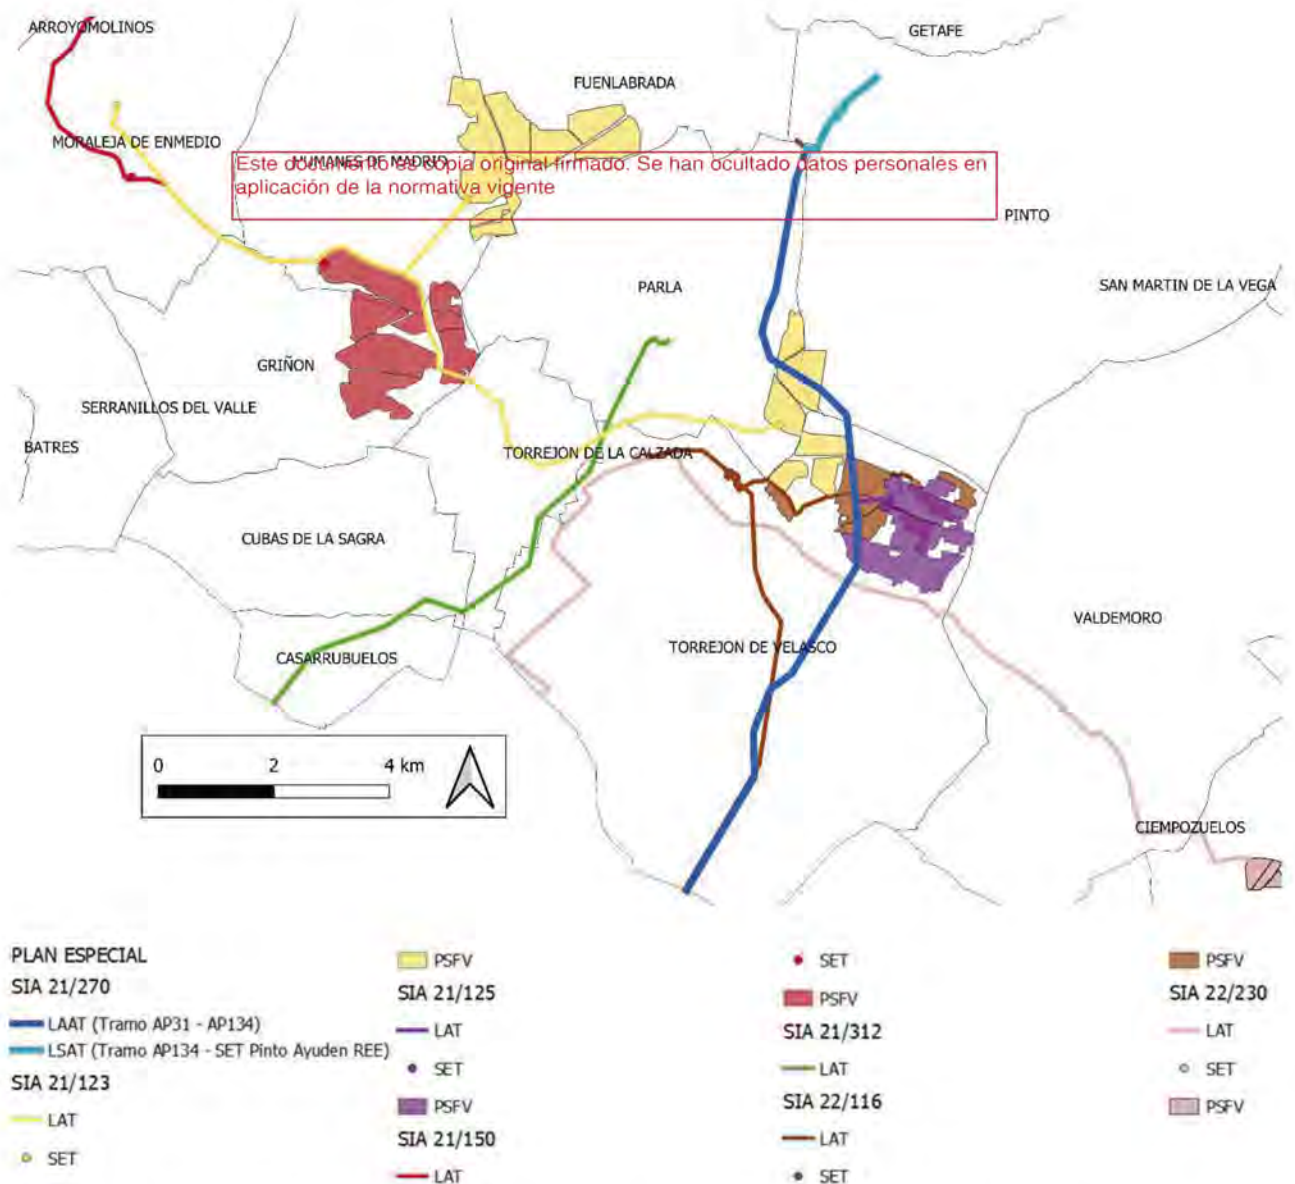 ARROYOMOLINOS
GETAFE
FUENLABRADA
MORALEJA DE ENMEDIO
HUMANES DE MADRID
Este documento es copia original firmado. Se han ocultado datos personales en
aplicación de la normativa vigente
PINTO
PARLA
SAN MARTIN DE LA VEGA
GRIÑON
SERRANILLOS DEL VALLE
BATRES
TORREJON DE LA CALZADA
CUBAS DE LA SAGRA
VALDEMORO
CASARRUBUELOS
TORREJON DE VELASCO
0 2 4 km
CIEMPOZUELOS
PLAN ESPECIAL
SIA 21/270
LAAT (Tramo AP31 - AP134)
LSAT (Tramo AP134 - SET Pinto Ayuden REE)
SIA 21/123
LAT
SET
PSFV
SIA 21/125
LAT
SET
PSFV
SIA 21/150
LAT
SET
PSFV
SIA 21/312
LAT
SIA 22/116
LAT
SET
PSFV
SIA 22/230
LAT
SET
PSFV